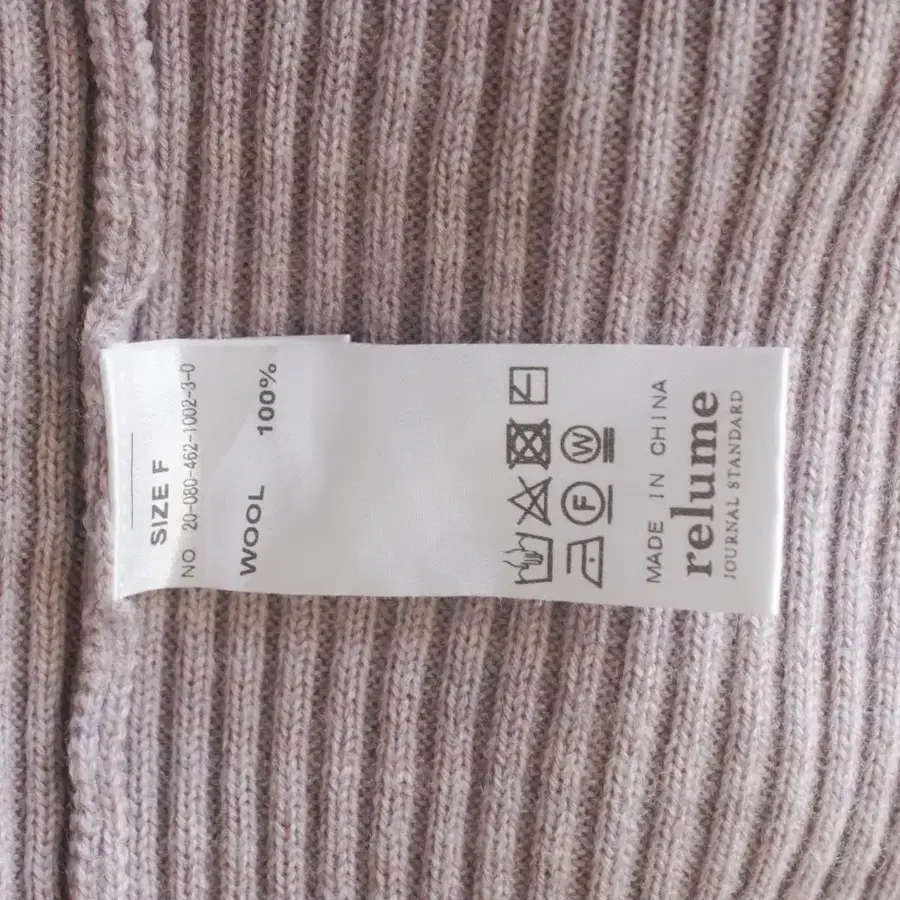 SIZE F
NO. 20-080-462-1002-3-0
WOOL 100%
W
F
MADE IN CHINA
relume
JOURNAL STANDARD